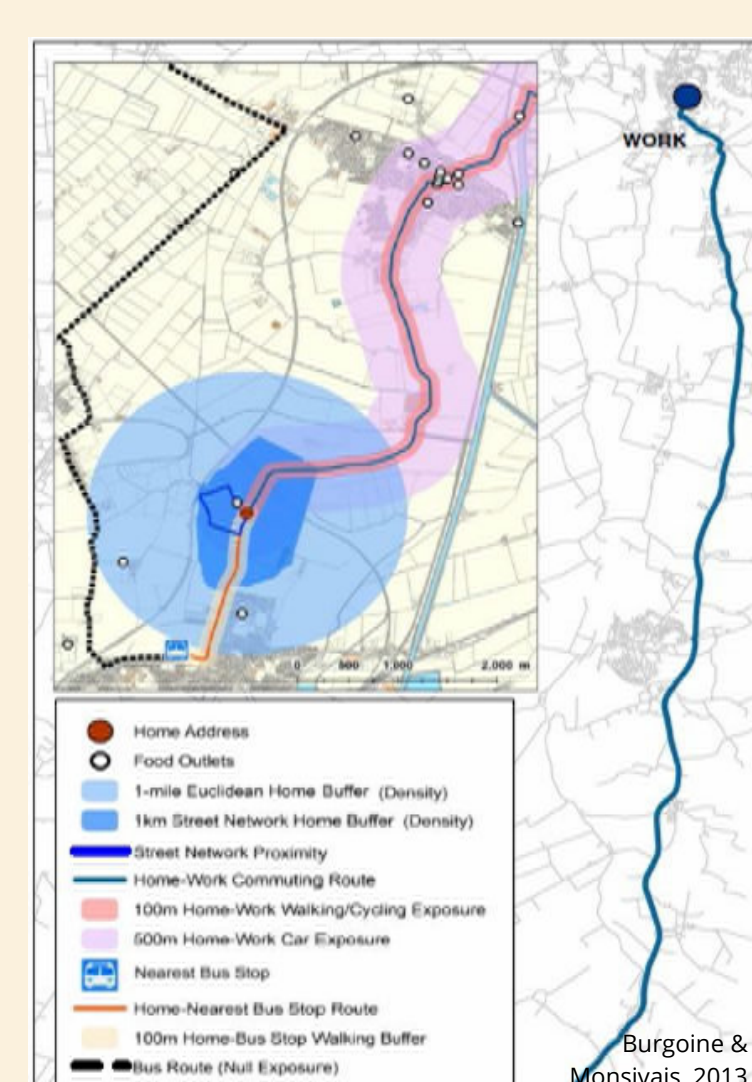 WORK
0 500 1,000 2,000 m
Home Address
Food Outlets
1-mile Euclidean Home Buffer (Density)
1km Street Network Home Buffer (Density)
Street Network Proximity
Home-Work Commuting Route
100m Home-Work Walking/Cycling Exposure
500m Home-Work Car Exposure
Nearest Bus Stop
Home-Nearest Bus Stop Route
100m Home-Bus Stop Walking Buffer
Bus Route (Null Exposure)
Burgoine &
Monsivais, 2013